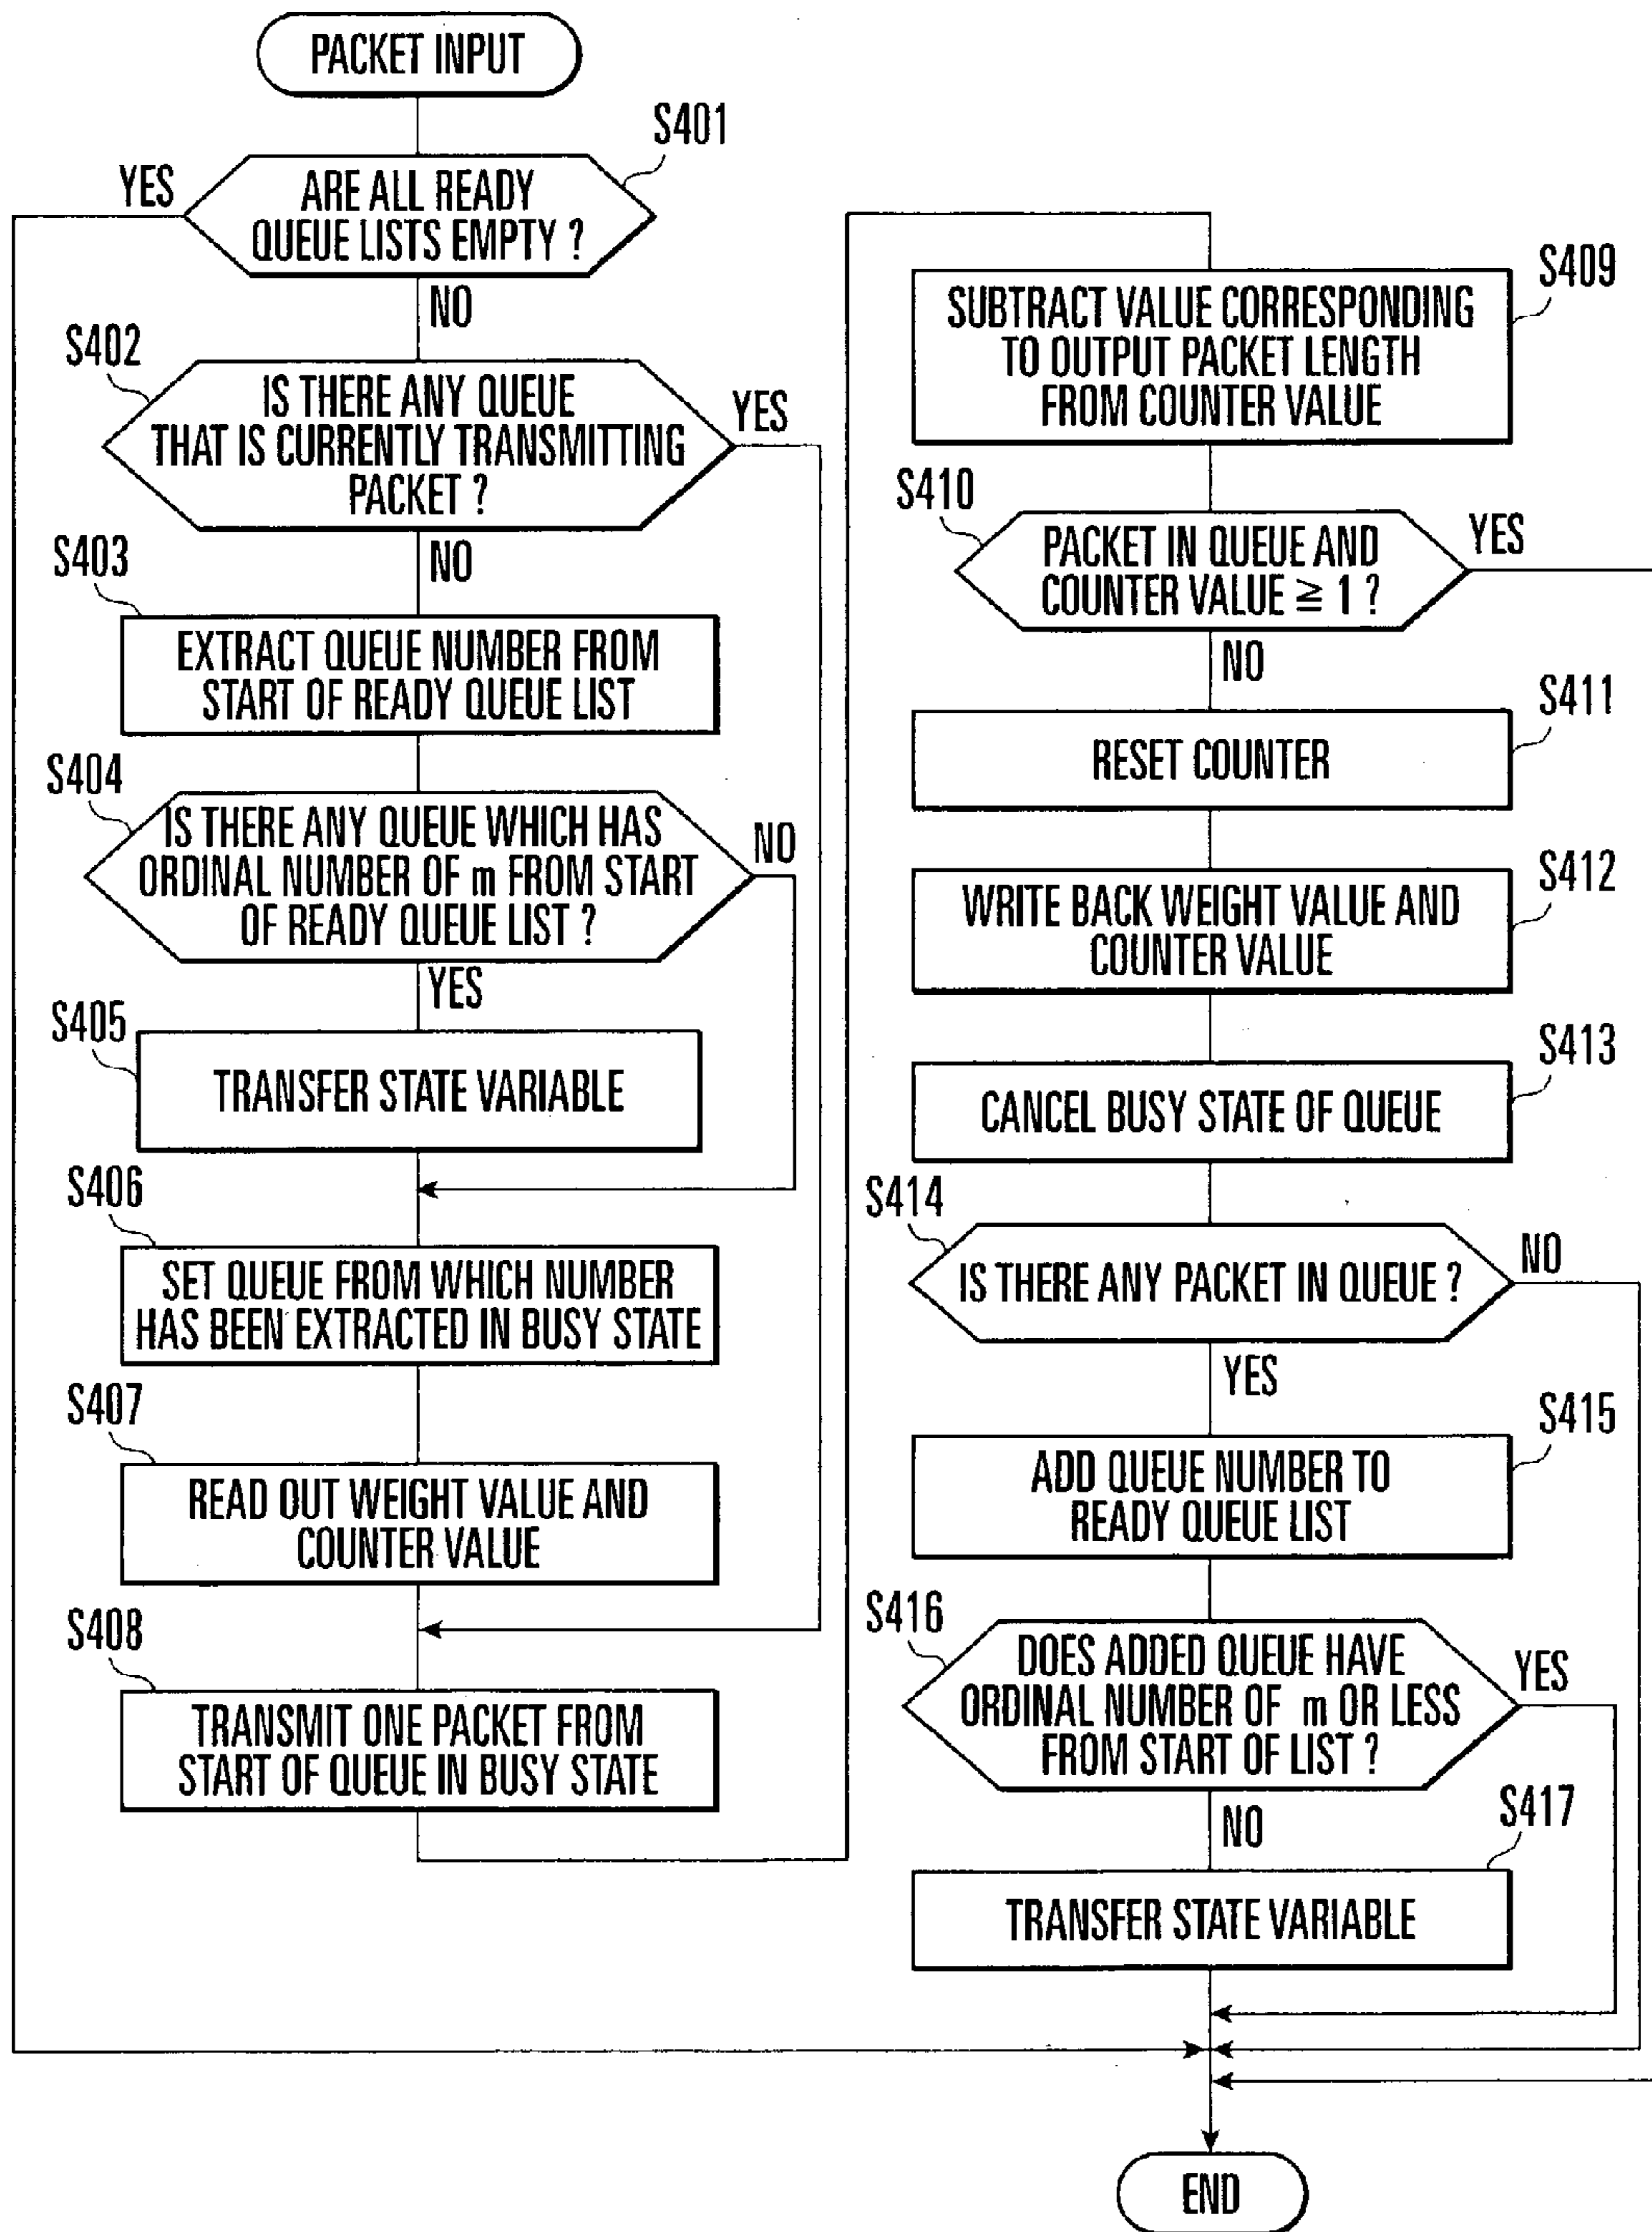 PACKET INPUT
S401
YES
ARE ALL READY
QUEUE LISTS EMPTY ?
NO
S402
IS THERE ANY QUEUE
THAT IS CURRENTLY TRANSMITTING
PACKET ?
YES
NO
S403
EXTRACT QUEUE NUMBER FROM
START OF READY QUEUE LIST
S404
IS THERE ANY QUEUE WHICH HAS
ORDINAL NUMBER OF m FROM START
OF READY QUEUE LIST ?
NO
YES
S405
TRANSFER STATE VARIABLE
S406
SET QUEUE FROM WHICH NUMBER
HAS BEEN EXTRACTED IN BUSY STATE
S407
READ OUT WEIGHT VALUE AND
COUNTER VALUE
S408
TRANSMIT ONE PACKET FROM
START OF QUEUE IN BUSY STATE
S409
SUBTRACT VALUE CORRESPONDING
TO OUTPUT PACKET LENGTH
FROM COUNTER VALUE
S410
PACKET IN QUEUE AND
COUNTER VALUE ≧ 1 ?
YES
NO
S411
RESET COUNTER
S412
WRITE BACK WEIGHT VALUE AND
COUNTER VALUE
S413
CANCEL BUSY STATE OF QUEUE
S414
IS THERE ANY PACKET IN QUEUE ?
NO
YES
S415
ADD QUEUE NUMBER TO
READY QUEUE LIST
S416
DOES ADDED QUEUE HAVE
ORDINAL NUMBER OF m OR LESS
FROM START OF LIST ?
YES
NO
S417
TRANSFER STATE VARIABLE
END